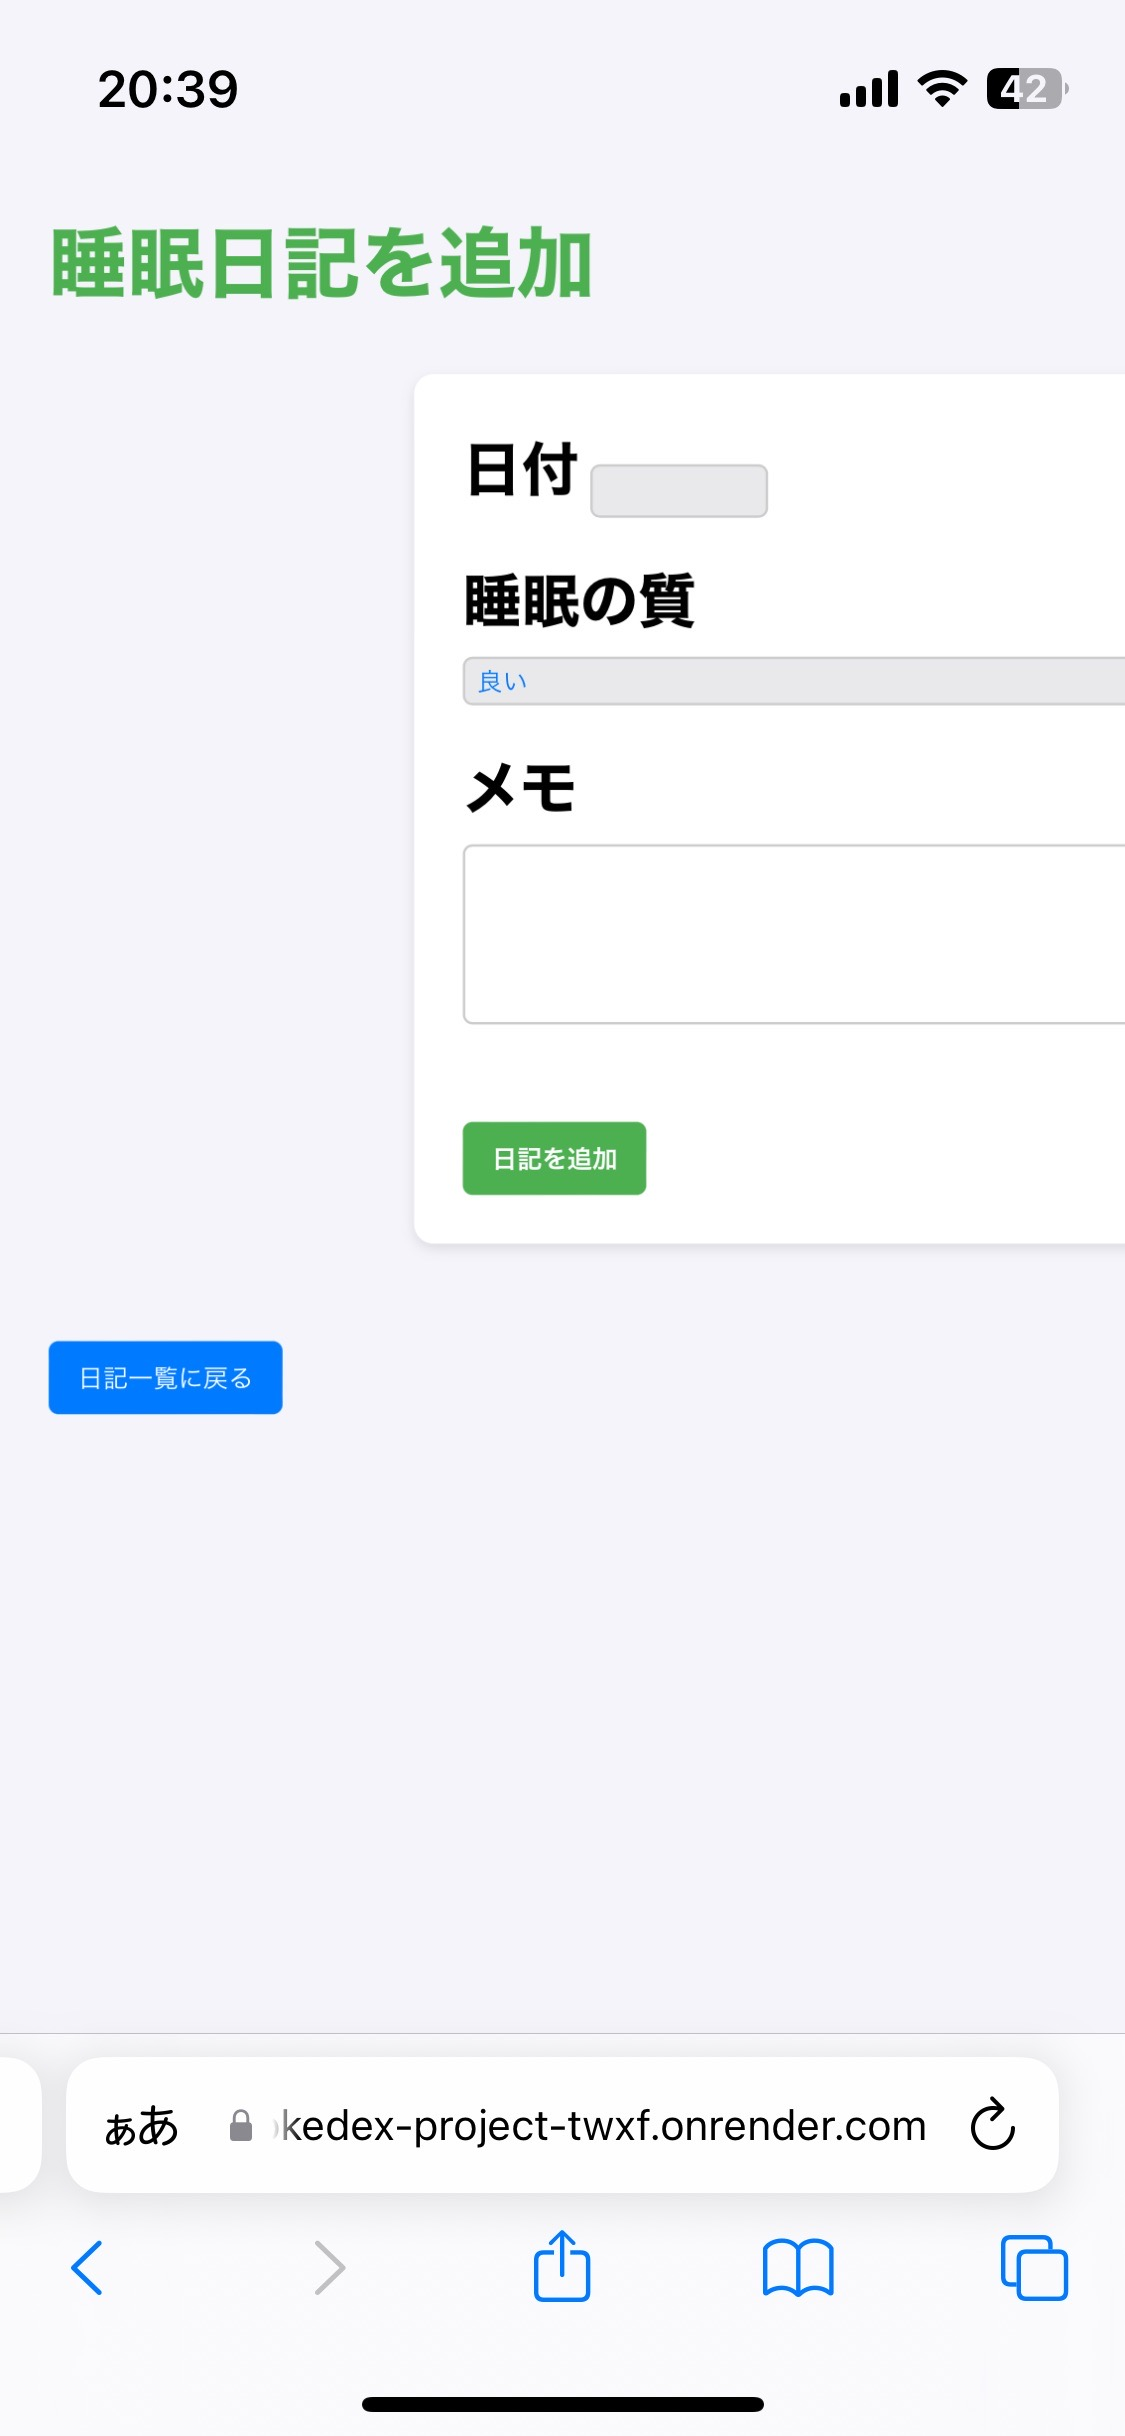 20:39
42
睡眠日記を追加
日付
睡眠の質
良い
メモ
日記を追加
日記一覧に戻る
ぁあ kedex-project-twxf.onrender.com